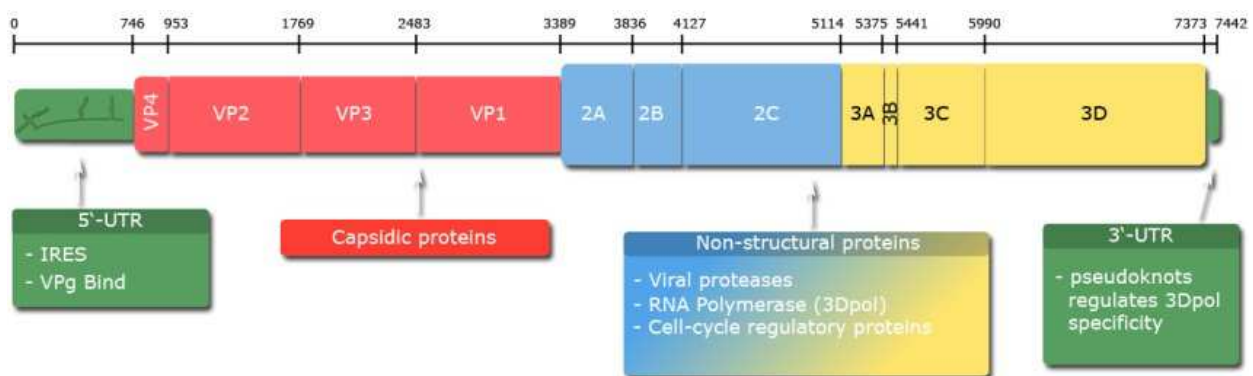 0 746 953 1769 2483 3389 3836 4127 5114 5375 5441 5990 7373 7442
VP4 VP2 VP3 VP1 2A 2B 2C 3A 3B 3C 3D
5'-UTR
- IRES
- VPg Bind
Capsidic proteins
Non-structural proteins
- Viral proteases
- RNA Polymerase (3Dpol)
- Cell-cycle regulatory proteins
3'-UTR
- pseudoknots
regulates 3Dpol
specificity